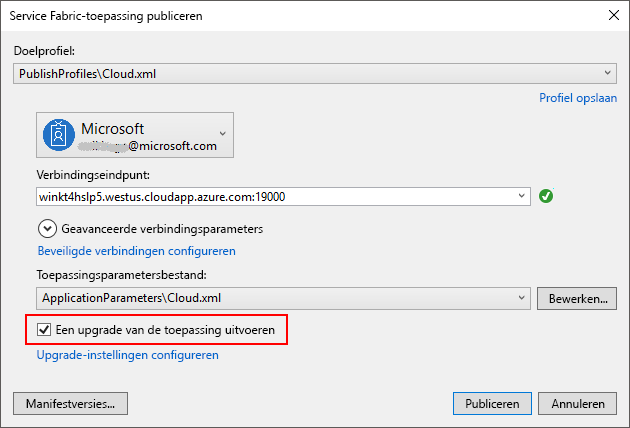 Service Fabric-toepassing publiceren
Doelprofiel:
PublishProfiles\Cloud.xml
Profiel opslaan
Microsoft
@microsoft.com
Verbindingseindpunt:
winkt4hslp5.westus.cloudapp.azure.com:19000
Geavanceerde verbindingsparameters
Beveiligde verbindingen configureren
Toepassingsparametersbestand:
ApplicationParameters\Cloud.xml
Bewerken...
Een upgrade van de toepassing uitvoeren
Upgrade-instellingen configureren
Manifestversies...
Publiceren
Annuleren